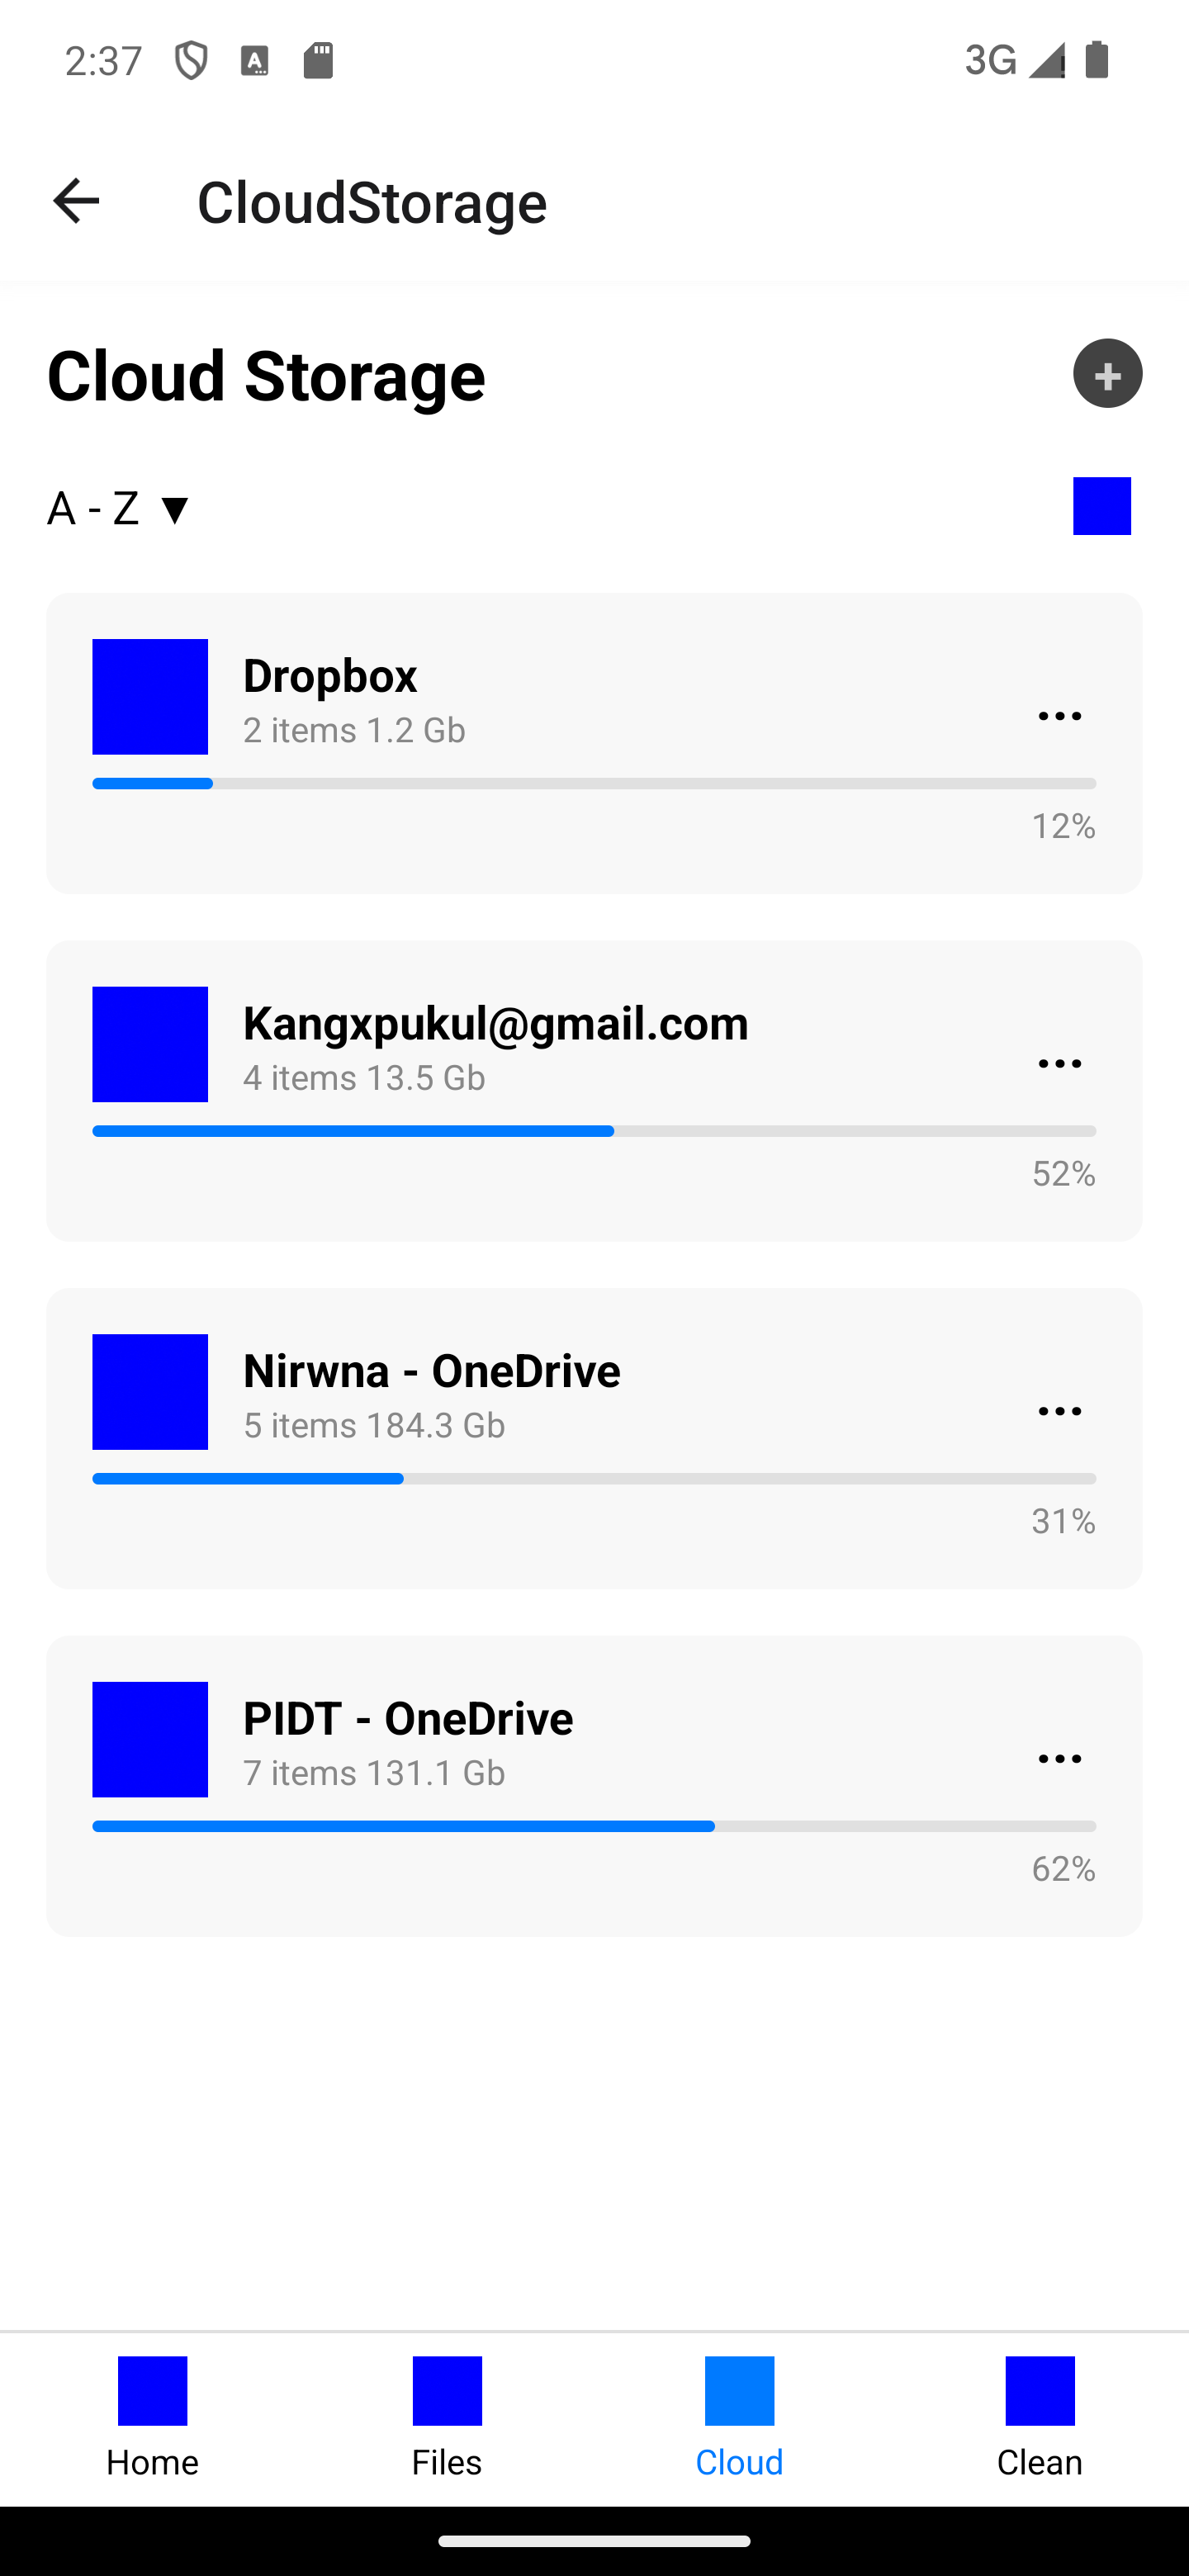 2:37
3G
CloudStorage
Cloud Storage
+
A - Z ▼
Dropbox
2 items 1.2 Gb
...
12%
Kangxpukul@gmail.com
4 items 13.5 Gb
...
52%
Nirwna - OneDrive
5 items 184.3 Gb
...
31%
PIDT - OneDrive
7 items 131.1 Gb
...
62%
Home
Files
Cloud
Clean